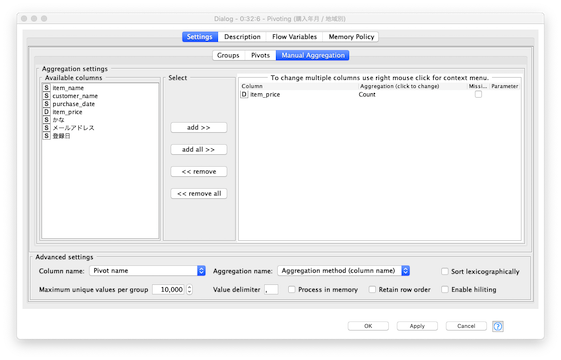 Dialog - 0:32:6 - Pivoting (購入年月 / 地域別)
Settings Description Flow Variables Memory Policy
Groups Pivots Manual Aggregation
Aggregation settings
Available columns
S item_name
S customer_name
S purchase_date
D item_price
S かな
S メールアドレス
S 登録日
Select
add >>
add all >>
<< remove
<< remove all
To change multiple columns use right mouse click for context menu.
Column Aggregation (click to change) Missi... Parameter
D item_price Count
Advanced settings
Column name: Pivot name Aggregation name: Aggregation method (column name) Sort lexicographically
Maximum unique values per group 10,000 Value delimiter , Process in memory Retain row order Enable hiliting
OK Apply Cancel ?